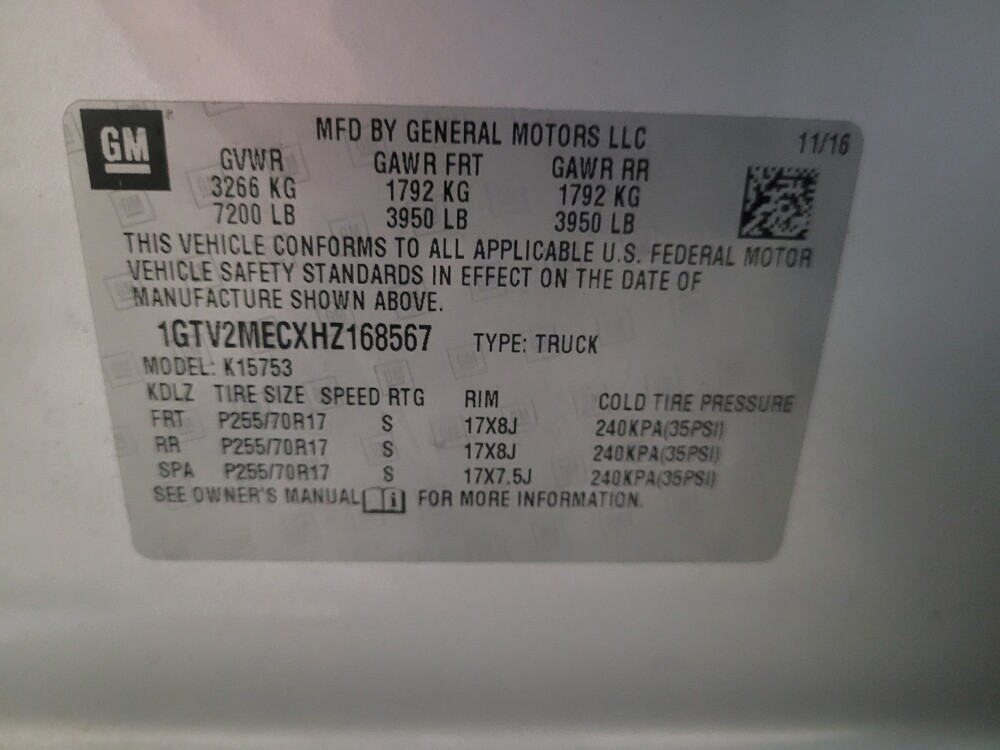 GM
MFD BY GENERAL MOTORS LLC 11/16
GVWR GAWR FRT GAWR RR
3266 KG 1792 KG 1792 KG
7200 LB 3950 LB 3950 LB
THIS VEHICLE CONFORMS TO ALL APPLICABLE U.S. FEDERAL MOTOR
VEHICLE SAFETY STANDARDS IN EFFECT ON THE DATE OF
MANUFACTURE SHOWN ABOVE.
1GTV2MECXHZ168567 TYPE: TRUCK
MODEL: K15753
KDLZ TIRE SIZE SPEED RTG RIM COLD TIRE PRESSURE
FRT P255/70R17 S 17X8J 240KPA(35PSI)
RR P255/70R17 S 17X8J 240KPA(35PSI)
SPA P255/70R17 S 17X7.5J 240KPA(35PSI)
SEE OWNER'S MANUAL i FOR MORE INFORMATION.